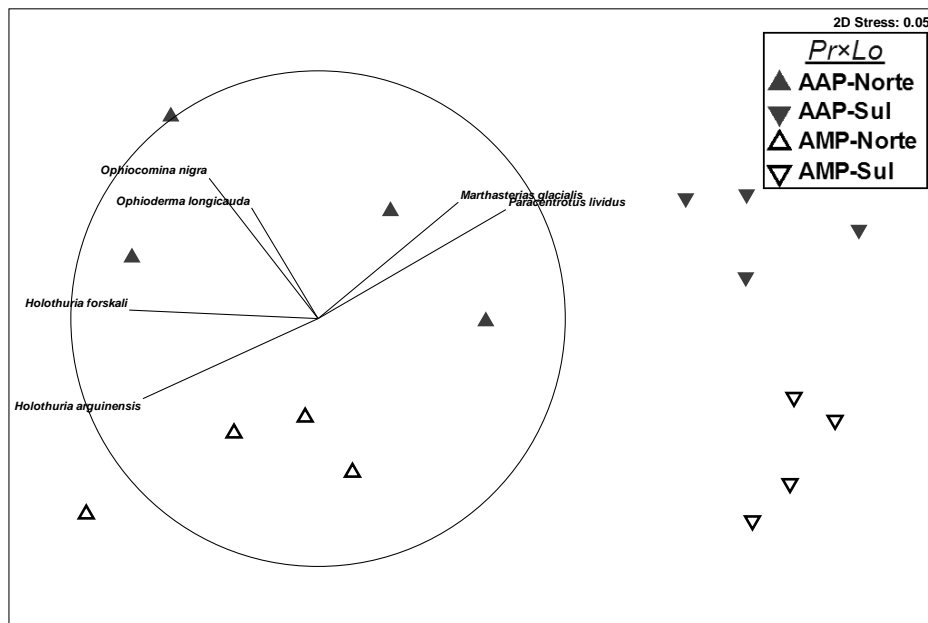 2D Stress: 0.05
Pr×Lo
AAP-Norte
AAP-Sul
AMP-Norte
AMP-Sul
Ophiocomina nigra
Ophioderma longicauda
Marthasterias glacialis
Paracentrotus lividus
Holothuria forskali
Holothuria arguinensis